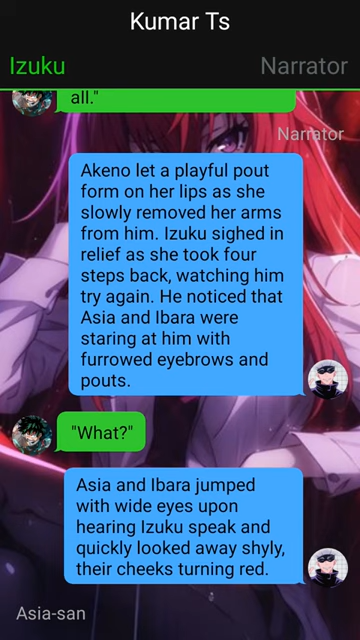 Kumar Ts
Izuku
Narrator
all."
Narrator
Akeno let a playful pout
form on her lips as she
slowly removed her arms
from him. Izuku sighed in
relief as she took four
steps back, watching him
try again. He noticed that
Asia and Ibara were
staring at him with
furrowed eyebrows and
pouts.
"What?"
Asia and Ibara jumped
with wide eyes upon
hearing Izuku speak and
quickly looked away shyly,
their cheeks turning red.
Asia-san